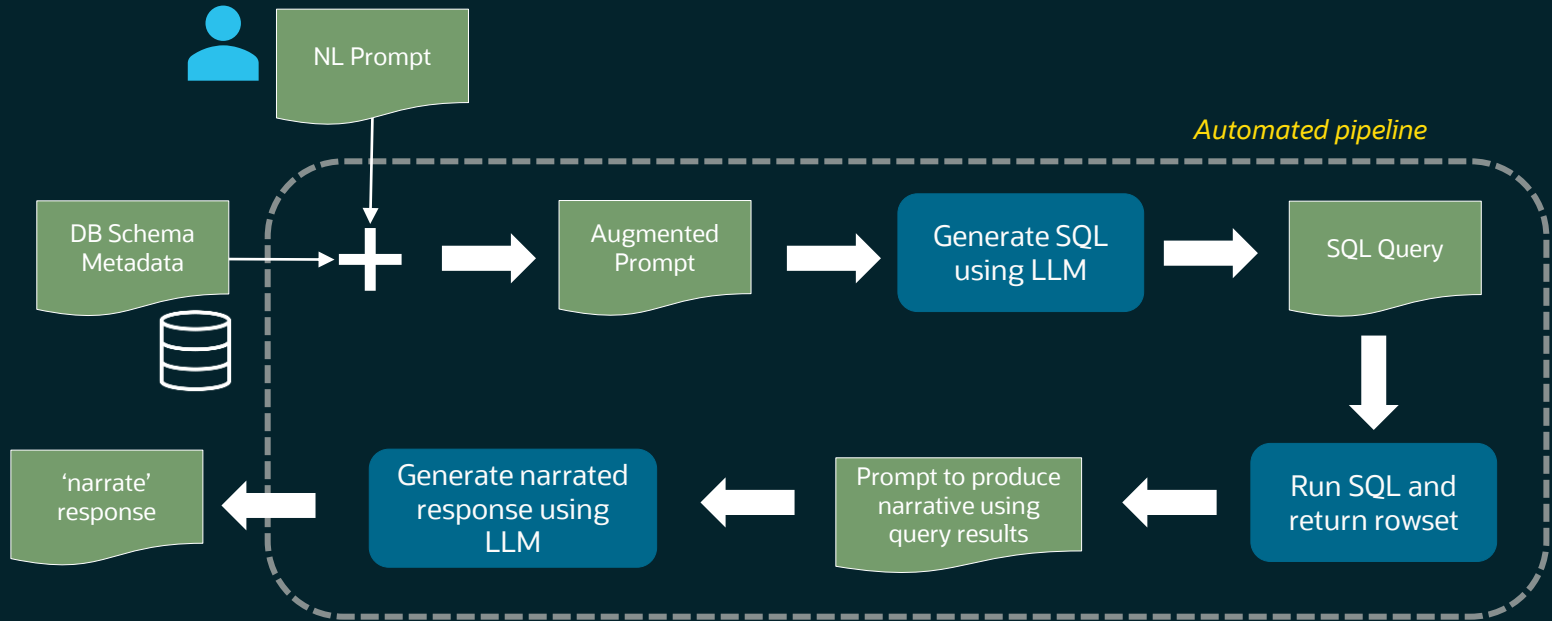 NL Prompt
Automated pipeline
DB Schema
Metadata
Augmented
Prompt
Generate SQL
using LLM
SQL Query
‘narrate’
response
Generate narrated
response using
LLM
Prompt to produce
narrative using
query results
Run SQL and
return rowset